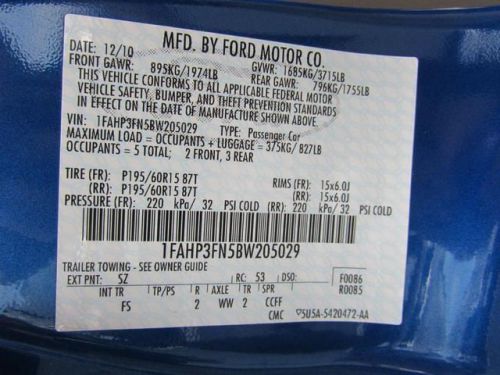 MFD. BY FORD MOTOR CO.
DATE: 12/10 GVWR: 1685KG/3715LB
FRONT GAWR: 895KG/1974LB REAR GAWR: 796KG/1755LB
THIS VEHICLE CONFORMS TO ALL APPLICABLE FEDERAL MOTOR
VEHICLE SAFETY, BUMPER, AND THEFT PREVENTION STANDARDS
IN EFFECT ON THE DATE OF MANUFACTURE SHOWN ABOVE.
VIN: 1FAHP3FN5BW205029 TYPE: Passenger Car
MAXIMUM LOAD = OCCUPANTS + LUGGAGE = 375KG/ 827LB
OCCUPANTS = 5 TOTAL; 2 FRONT, 3 REAR
TIRE (FR): P195/60R15 87T RIMS (FR): 15x6.0J
(RR) P195/60R15 87T (RR) 15x6.0J
PRESSURE (FR): 220 kPa/ 32 PSI COLD (RR) 220 kPa/ 32 PSI COLD
1FAHP3FN5BW205029
TRAILER TOWING - SEE OWNER GUIDE
EXT PNT: SZ RC: 53 DSO: F0086
INT TR TP/PS R AXLE TR SPR R0085
FS 2 WW 2 CCFF
CMC ▽5U5A-5420472-AA